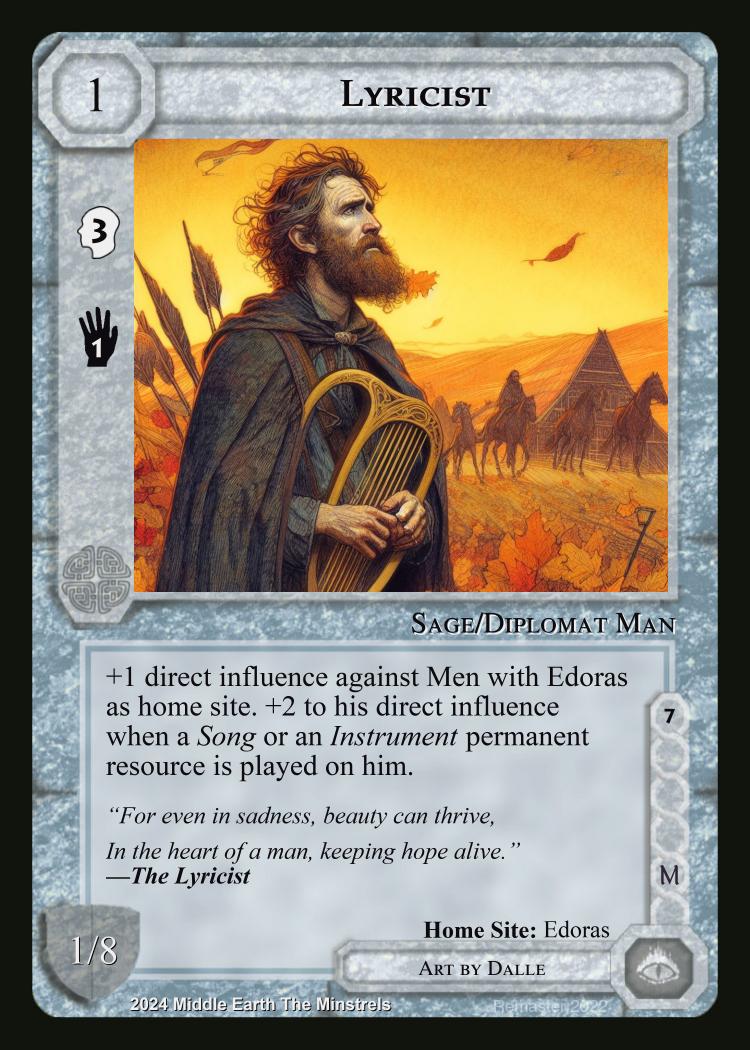 1
Lyricist
3
1
Sage/Diplomat Man
+1 direct influence against Men with Edoras
as home site. +2 to his direct influence
when a Song or an Instrument permanent
resource is played on him.
7
“For even in sadness, beauty can thrive,
In the heart of a man, keeping hope alive.”
—The Lyricist
M
Home Site: Edoras
1/8
Art by Dalle
2024 Middle Earth The Minstrels
Remaster 2022